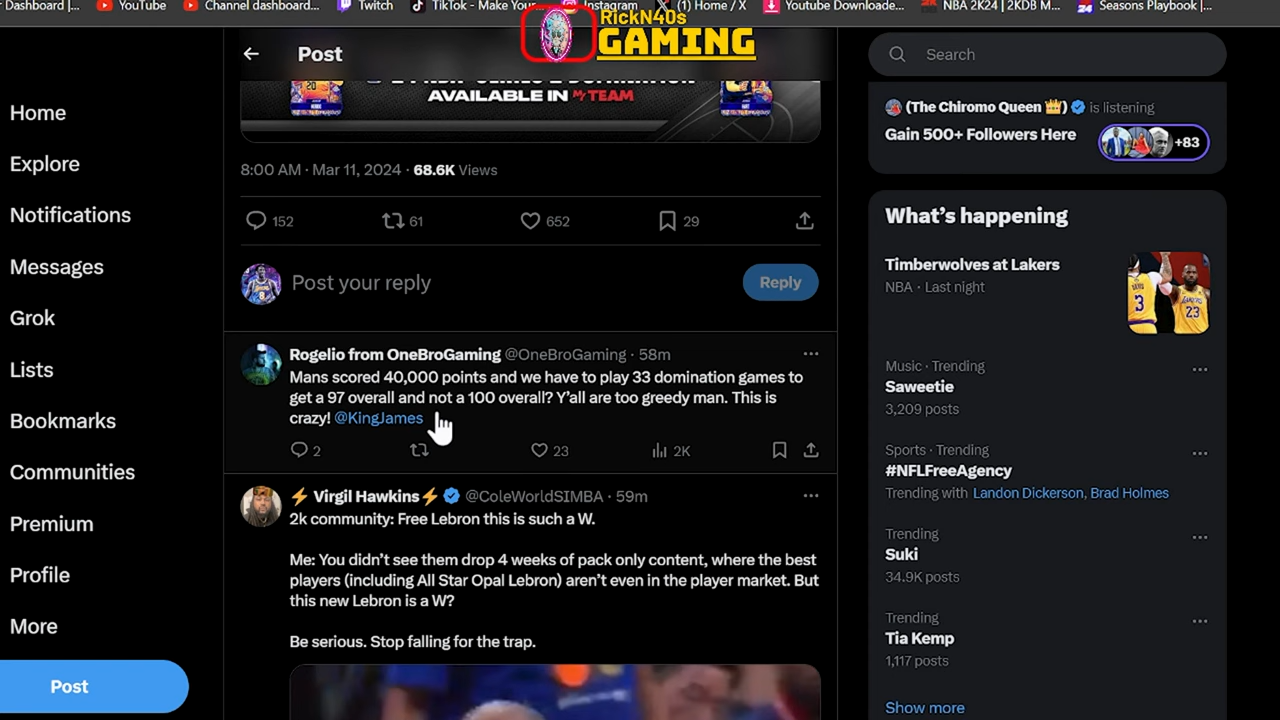 r Dashboard |...
YouTube
Channel dashboard...
Twitch
TikTok - Make Your...
Instagram
(1) Home / X
Youtube Downloade...
NBA 2K24 | 2KDB M...
Seasons Playbook |...
RickN40s
GAMING
Post
Search
Home
Explore
Notifications
Messages
Grok
Lists
Bookmarks
Communities
Premium
Profile
More
Post
AVAILABLE IN MyTEAM
8:00 AM · Mar 11, 2024 · 68.6K Views
152 61 652 29
Post your reply
Reply
Rogelio from OneBroGaming @OneBroGaming · 58m
Mans scored 40,000 points and we have to play 33 domination games to
get a 97 overall and not a 100 overall? Y'all are too greedy man. This is
crazy! @KingJames
2 23 2K
⚡ Virgil Hawkins⚡ @ColeWorldSIMBA · 59m
2k community: Free Lebron this is such a W.
Me: You didn't see them drop 4 weeks of pack only content, where the best
players (including All Star Opal Lebron) aren't even in the player market. But
this new Lebron is a W?
Be serious. Stop falling for the trap.
(The Chiromo Queen 👑) is listening
Gain 500+ Followers Here
+83
What's happening
Timberwolves at Lakers
NBA · Last night
Music · Trending
Saweetie
3,209 posts
Sports · Trending
#NFLFreeAgency
Trending with Landon Dickerson, Brad Holmes
Trending
Suki
34.9K posts
Trending
Tia Kemp
1,117 posts
Show more